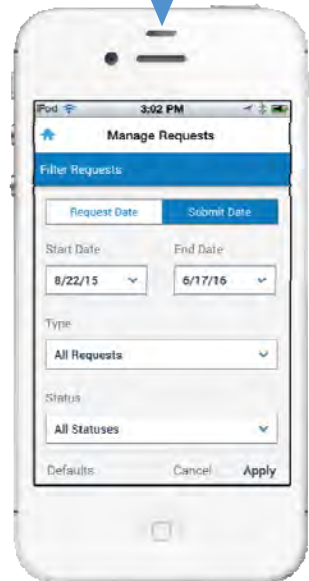 iPod 3:02 PM
Manage Requests
Filter Requests
Request Date Submit Date
Start Date End Date
8/22/15 6/17/16
Type
All Requests
Status
All Statuses
Defaults Cancel Apply